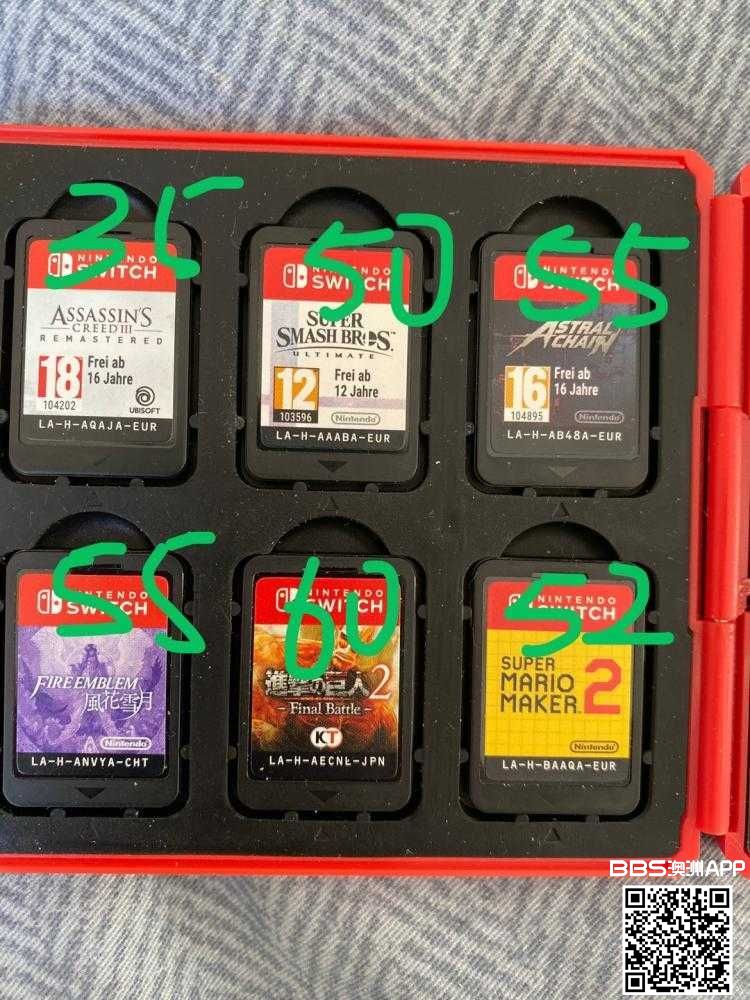 35
NINTENDO
SWITCH
ASSASSIN'S
CREED III
REMASTERED
18
Frei ab
16 Jahre
104202
UBISOFT
LA-H-AQAJA-EUR
50
NINTENDO
SWITCH
SUPER
SMASH BROS.™
ULTIMATE
12
Frei ab
12 Jahre
103596
Nintendo
LA-H-AAABA-EUR
55
NINTENDO
SWITCH
ASTRAL
CHAIN
16
Frei ab
16 Jahre
104895
Nintendo
LA-H-AB48A-EUR
55
NINTENDO
SWITCH
FIRE EMBLEM
風花雪月
Nintendo
LA-H-ANVYA-CHT
60
NINTENDO
SWITCH
進撃の巨人2
-Final Battle-
KT
LA-H-AECNL-JPN
52
NINTENDO
SWITCH
SUPER
MARIO
MAKER 2
Nintendo
LA-H-BAAQA-EUR
BBS澳洲APP